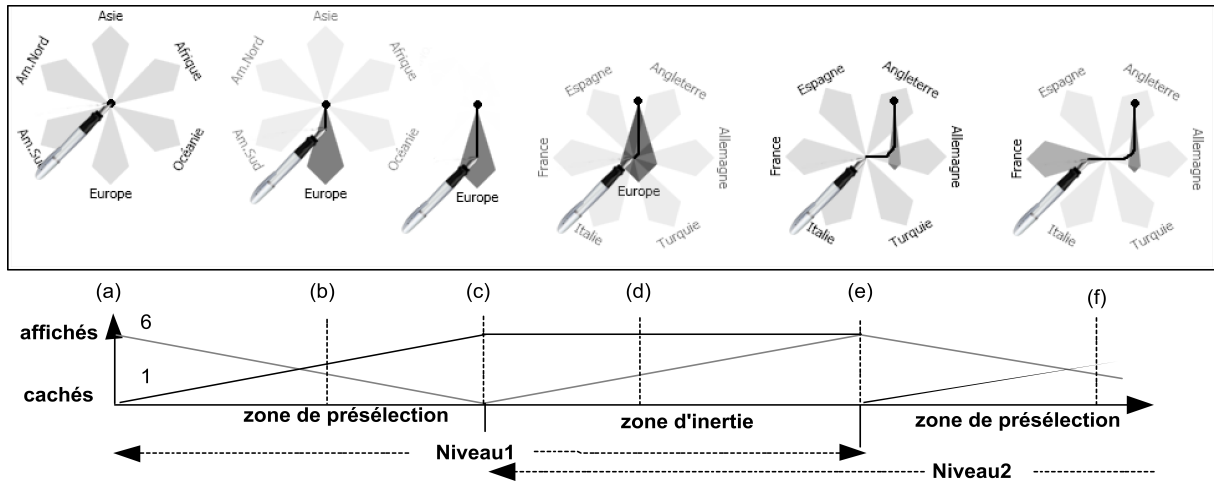 Asie
Am.Nord
Afrique
Am.Sud
Océanie
Europe
Asie
Am.Nord
Afrique
Am.Sud
Océanie
Europe
Europe
Espagne
Angleterre
France
Allemagne
Europe
Italie
Turquie
Espagne
Angleterre
France
Allemagne
Italie
Turquie
Espagne
Angleterre
France
Allemagne
Italie
Turquie
(a)
(b)
(c)
(d)
(e)
(f)
affichés
6
1
cachés
zone de présélection
zone d'inertie
zone de présélection
Niveau1
Niveau2